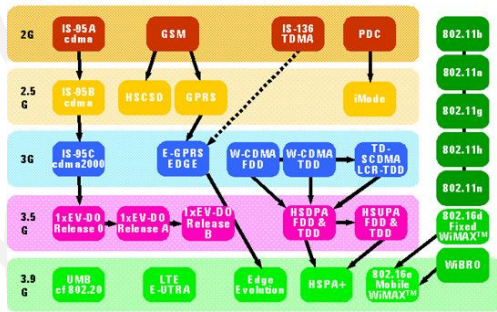 2G
IS-95A
cdma
GSM
IS-136
TDMA
PDC
802.11b
802.11a
2.5
G
IS-95B
cdma
HSCSD
GPRS
iMode
802.11g
802.11h
3G
IS-95C
cdma2000
E-GPRS
EDGE
W-CDMA
FDD
W-CDMA
TDD
TD-
SCDMA
LCR-TDD
802.11n
3.5
G
1xEV-DO
Release 0
1xEV-DO
Release A
1xEV-DO
Release
B
HSDPA
FDD &
TDD
HSUPA
FDD &
TDD
802.16d
Fixed
WiMAX™
3.9
G
UMB
cf 802.20
LTE
E-UTRA
Edge
Evolution
HSPA+
802.16e
Mobile
WiMAX™
WiBRO